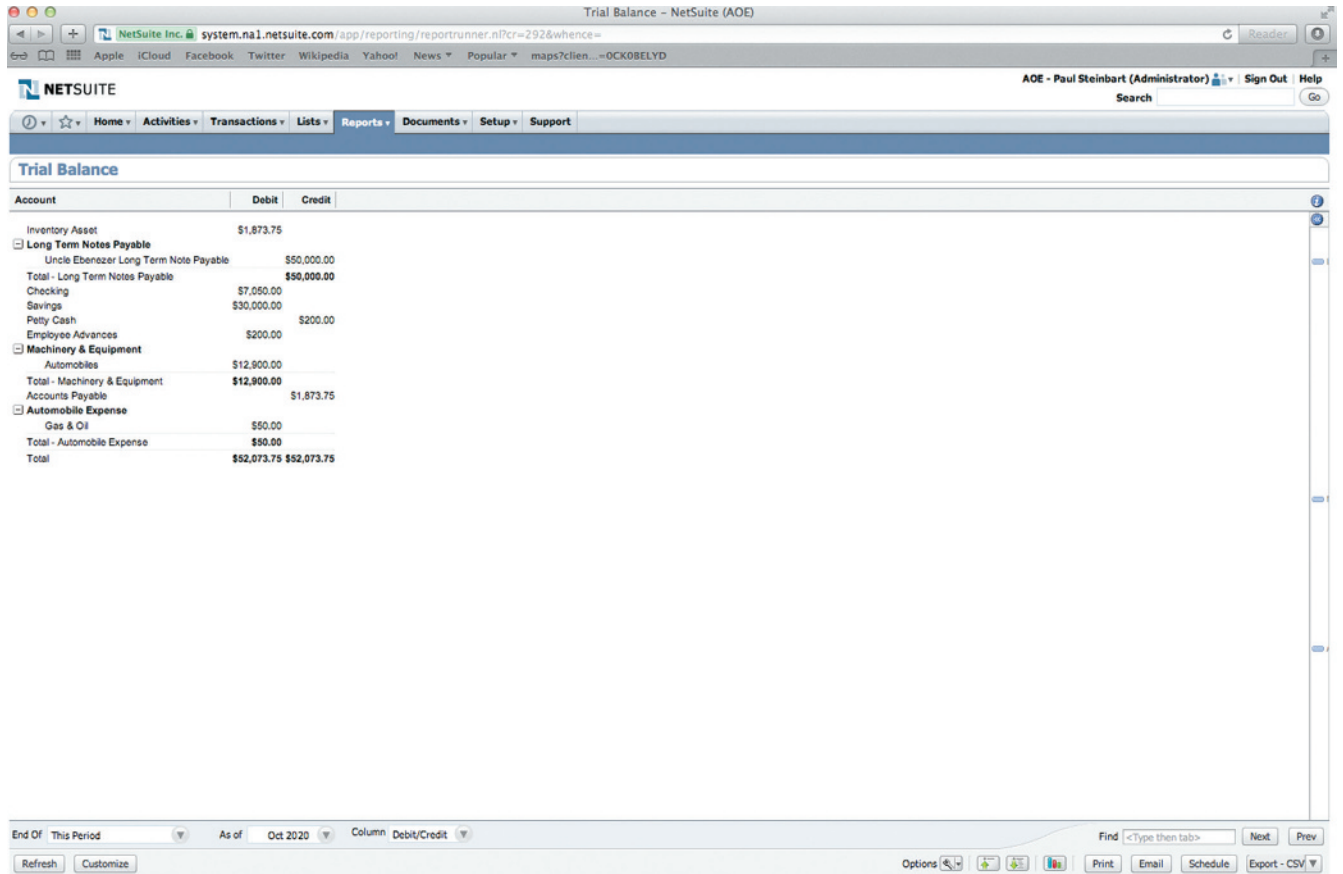 Trial Balance – NetSuite (AOE)
NetSuite Inc. system.na1.netsuite.com/app/reporting/reportrunner.nl?cr=292&whence= Reader
Apple iCloud Facebook Twitter Wikipedia Yahoo! News Popular maps?clien...=0CK0BELYD
NETSUITE
AOE - Paul Steinbart (Administrator) Sign Out Help
Search Go
Home Activities Transactions Lists Reports Documents Setup Support
Trial Balance
Account Debit Credit
Inventory Asset $1,873.75
Long Term Notes Payable
Uncle Ebenezer Long Term Note Payable $50,000.00
Total - Long Term Notes Payable $50,000.00
Checking $7,050.00
Savings $30,000.00
Petty Cash $200.00
Employee Advances $200.00
Machinery & Equipment
Automobiles $12,900.00
Total - Machinery & Equipment $12,900.00
Accounts Payable $1,873.75
Automobile Expense
Gas & Oil $50.00
Total - Automobile Expense $50.00
Total $52,073.75 $52,073.75
End Of This Period As of Oct 2020 Column Debit/Credit Find <Type then tab> Next Prev
Refresh Customize Options Print Email Schedule Export - CSV